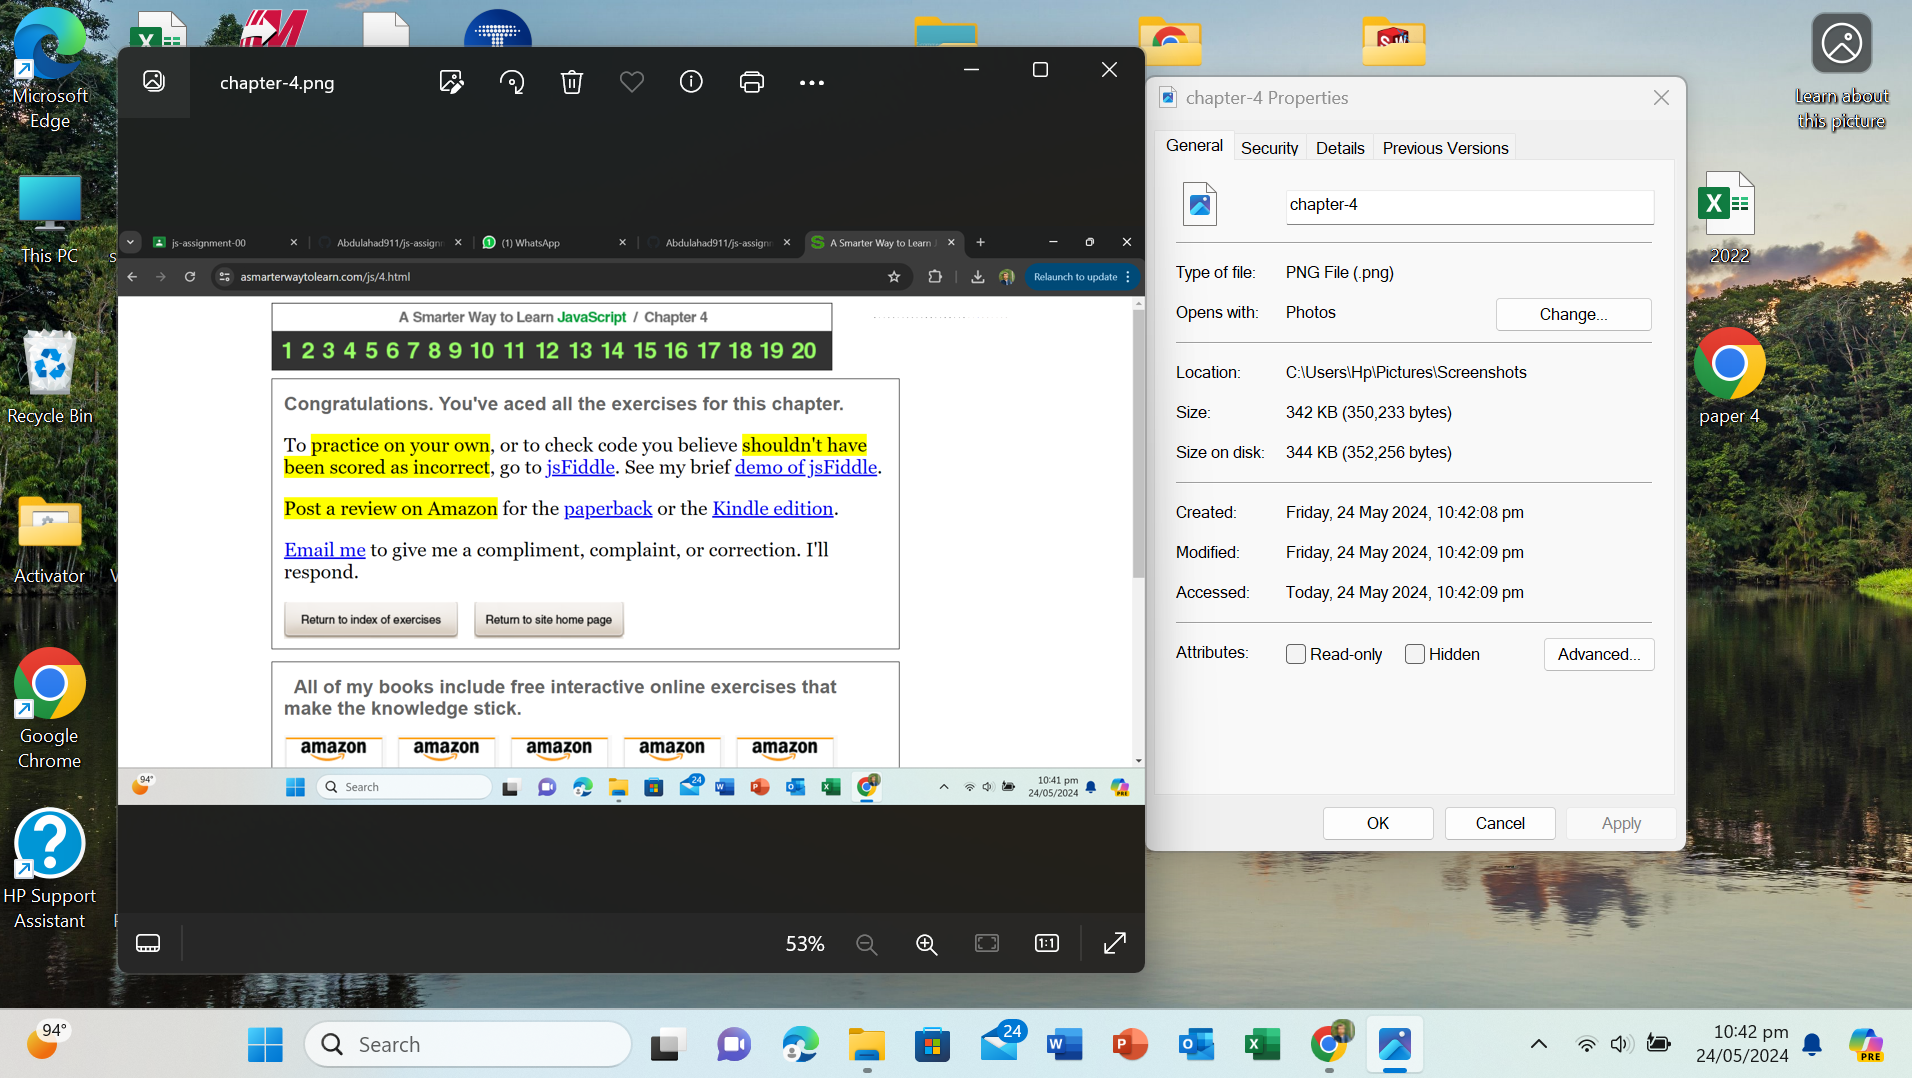 Microsoft
Edge
This PC
Recycle Bin
Activator
Google
Chrome
HP Support
Assistant
chapter-4.png
js-assignment-00
Abdulahad911/js-assign
(1) WhatsApp
Abdulahad911/js-assign
A Smarter Way to Learn J
asmarterwaytolearn.com/js/4.html
Relaunch to update
A Smarter Way to Learn JavaScript / Chapter 4
1 2 3 4 5 6 7 8 9 10 11 12 13 14 15 16 17 18 19 20
Congratulations. You've aced all the exercises for this chapter.
To practice on your own, or to check code you believe shouldn't have
been scored as incorrect, go to jsFiddle. See my brief demo of jsFiddle.
Post a review on Amazon for the paperback or the Kindle edition.
Email me to give me a compliment, complaint, or correction. I'll
respond.
Return to index of exercises
Return to site home page
All of my books include free interactive online exercises that
make the knowledge stick.
amazon amazon amazon amazon amazon
94°
Search
24
10:41 pm
24/05/2024
PRE
53%
1:1
chapter-4 Properties
General
Security
Details
Previous Versions
chapter-4
Type of file: PNG File (.png)
Opens with: Photos
Change...
Location: C:\Users\Hp\Pictures\Screenshots
Size: 342 KB (350,233 bytes)
Size on disk: 344 KB (352,256 bytes)
Created: Friday, 24 May 2024, 10:42:08 pm
Modified: Friday, 24 May 2024, 10:42:09 pm
Accessed: Today, 24 May 2024, 10:42:09 pm
Attributes: Read-only Hidden
Advanced...
OK
Cancel
Apply
Learn about
this picture
2022
paper 4
94°
Search
24
10:42 pm
24/05/2024
PRE